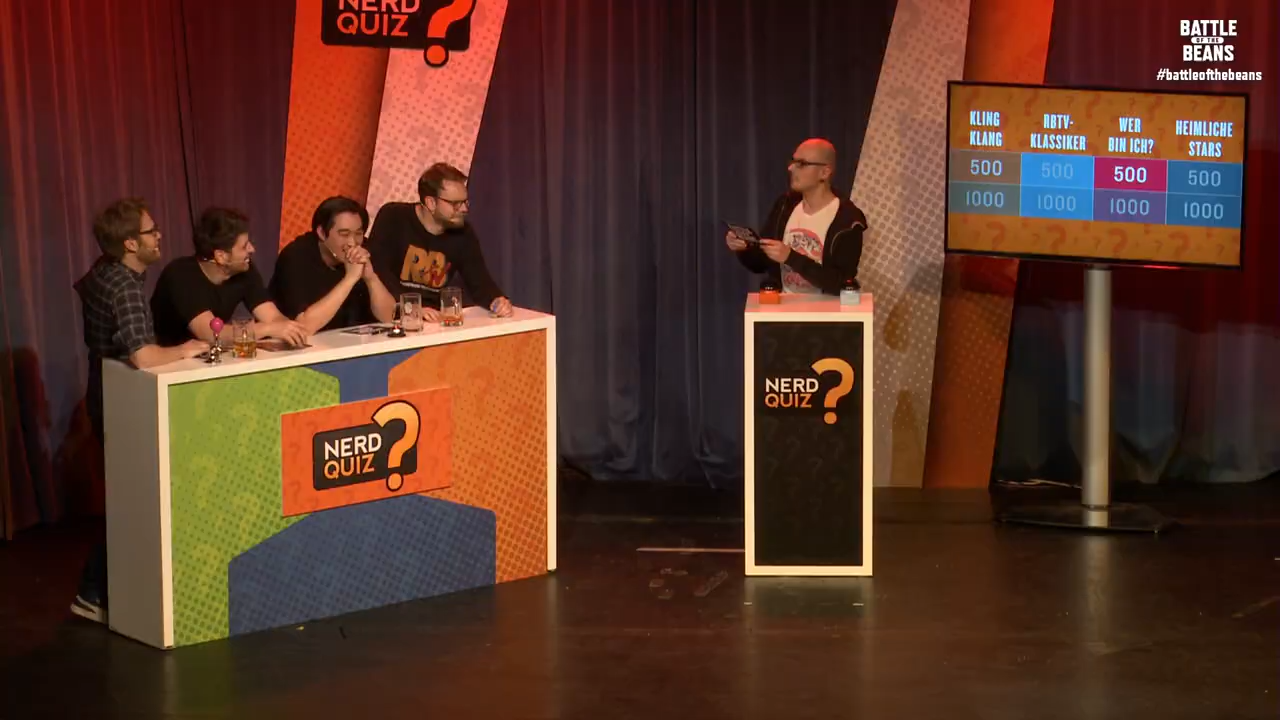 NERD
QUIZ
BATTLE
OF THE
BEANS
#battleofthebeans
KLING
KLANG
RBTV-
KLASSIKER
WER
BIN ICH?
HEIMLICHE
STARS
500
500
500
500
1000
1000
1000
1000
NERD
QUIZ
NERD
QUIZ